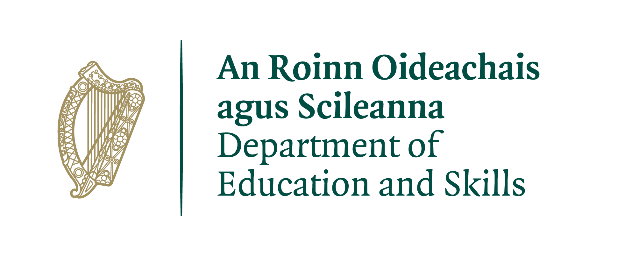 An Roinn Oideachais
agus Scileanna
Department of
Education and Skills